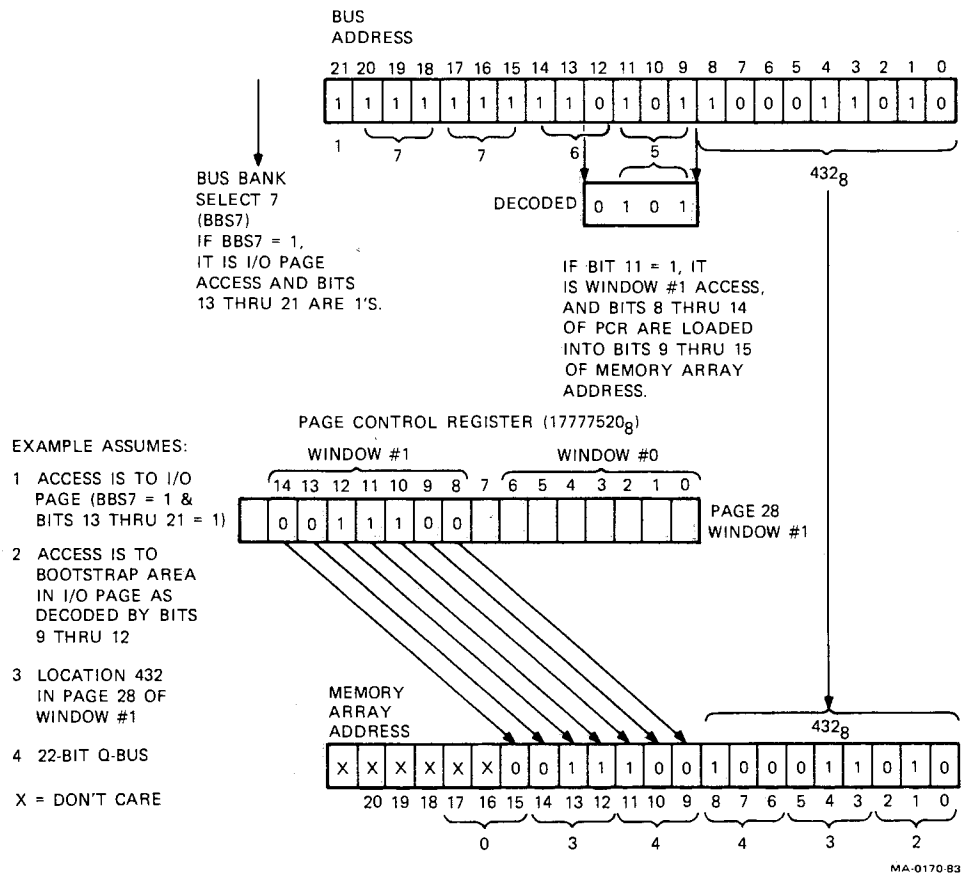 BUS
ADDRESS
21 20 19 18 17 16 15 14 13 12 11 10 9 8 7 6 5 4 3 2 1 0
1 1 1 1 1 1 1 1 1 0 1 0 1 1 0 0 0 1 1 0 1 0
1 7 7 6 5 432₈
BUS BANK
SELECT 7
(BBS7)
IF BBS7 = 1,
IT IS I/O PAGE
ACCESS AND BITS
13 THRU 21 ARE 1'S.
DECODED 0 1 0 1
IF BIT 11 = 1, IT
IS WINDOW #1 ACCESS,
AND BITS 8 THRU 14
OF PCR ARE LOADED
INTO BITS 9 THRU 15
OF MEMORY ARRAY
ADDRESS.
PAGE CONTROL REGISTER (17777520₈)
WINDOW #1 WINDOW #0
14 13 12 11 10 9 8 7 6 5 4 3 2 1 0
0 0 1 1 1 0 0
PAGE 28
WINDOW #1
EXAMPLE ASSUMES:
1 ACCESS IS TO I/O
PAGE (BBS7 = 1 &
BITS 13 THRU 21 = 1)
2 ACCESS IS TO
BOOTSTRAP AREA
IN I/O PAGE AS
DECODED BY BITS
9 THRU 12
3 LOCATION 432
IN PAGE 28 OF
WINDOW #1
4 22-BIT Q-BUS
X = DON'T CARE
MEMORY
ARRAY
ADDRESS
432₈
X X X X X X 0 0 1 1 1 0 0 1 0 0 0 1 1 0 1 0
20 19 18 17 16 15 14 13 12 11 10 9 8 7 6 5 4 3 2 1 0
0 3 4 4 3 2
MA-0170-83